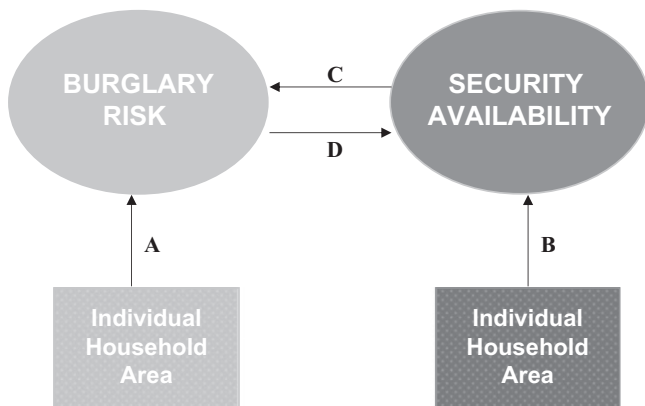 BURGLARY
RISK
C
SECURITY
AVAILABILITY
D
A
B
Individual
Household
Area
Individual
Household
Area